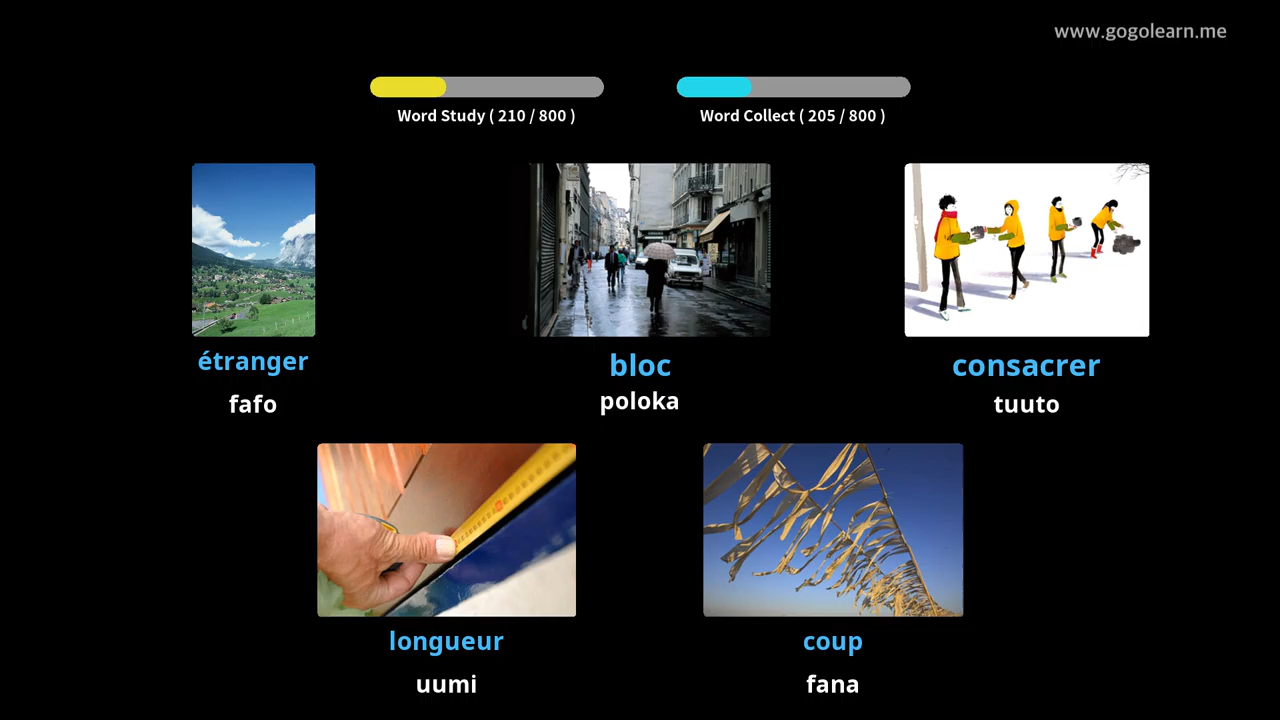 www.gogolearn.me
Word Study ( 210 / 800 )
Word Collect ( 205 / 800 )
étranger
fafo
bloc
poloka
consacrer
tuuto
longueur
uumi
coup
fana